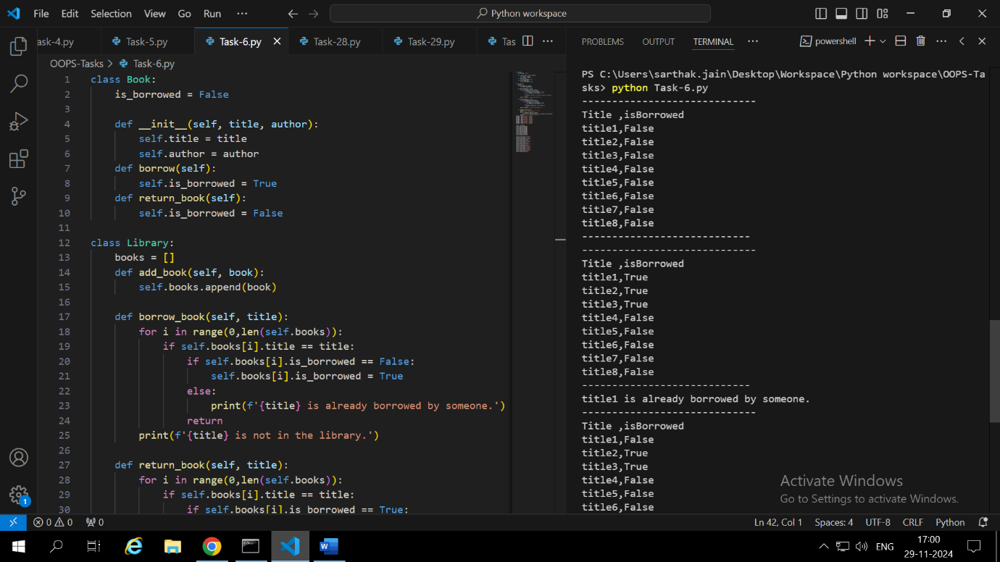 File Edit Selection View Go Run ··· Python workspace
ask-4.py Task-5.py Task-6.py Task-28.py Task-29.py Tas ···
OOPS-Tasks > Task-6.py
1 class Book:
2     is_borrowed = False
3
4     def __init__(self, title, author):
5         self.title = title
6         self.author = author
7     def borrow(self):
8         self.is_borrowed = True
9     def return_book(self):
10         self.is_borrowed = False
11
12 class Library:
13     books = []
14     def add_book(self, book):
15         self.books.append(book)
16
17     def borrow_book(self, title):
18         for i in range(0,len(self.books)):
19             if self.books[i].title == title:
20                 if self.books[i].is_borrowed == False:
21                     self.books[i].is_borrowed = True
22                 else:
23                     print(f'{title} is already borrowed by someone.')
24                 return
25         print(f'{title} is not in the library.')
26
27     def return_book(self, title):
28         for i in range(0,len(self.books)):
29             if self.books[i].title == title:
30                 if self.books[i].is_borrowed == True:
PROBLEMS OUTPUT TERMINAL ··· powershell ···
PS C:\Users\sarthak.jain\Desktop\Workspace\Python workspace\OOPS-Ta
sks> python Task-6.py
-----------------------------
Title ,isBorrowed
title1,False
title2,False
title3,False
title4,False
title5,False
title6,False
title7,False
title8,False
----------------------------
-----------------------------
Title ,isBorrowed
title1,True
title2,True
title3,True
title4,False
title5,False
title6,False
title7,False
title8,False
----------------------------
title1 is already borrowed by someone.
-----------------------------
Title ,isBorrowed
title1,False
title2,True
title3,True
title4,False
title5,False
title6,False
Activate Windows
Go to Settings to activate Windows.
1
0 0 0 Ln 42, Col 1 Spaces: 4 UTF-8 CRLF Python
ENG
17:00
29-11-2024